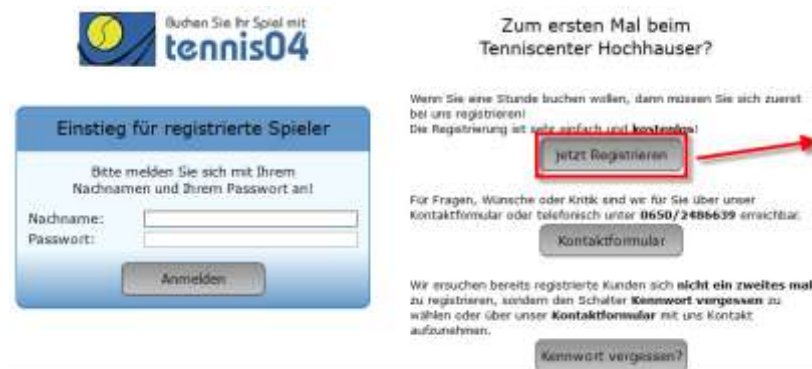 Buchen Sie Ihr Spiel mit
tennis04
Einstieg für registrierte Spieler
Bitte melden Sie sich mit Ihrem
Nachnamen und Ihrem Passwort an!
Nachname:
Passwort:
Anmelden
Zum ersten Mal beim
Tenniscenter Hochhauser?
Wenn Sie eine Stunde buchen wollen, dann müssen Sie sich zuerst
bei uns registrieren!
Die Registrierung ist sehr einfach und kostenlos!
Jetzt Registrieren
Für Fragen, Wünsche oder Kritik sind wir für Sie über unser
Kontaktformular oder telefonisch unter 0650/2486639 erreichbar.
Kontaktformular
Wir ersuchen bereits registrierte Kunden sich nicht ein zweites mal
zu registrieren, sondern den Schalter Kennwort vergessen zu
wählen oder über unser Kontaktformular mit uns Kontakt
aufzunehmen.
Kennwort vergessen?